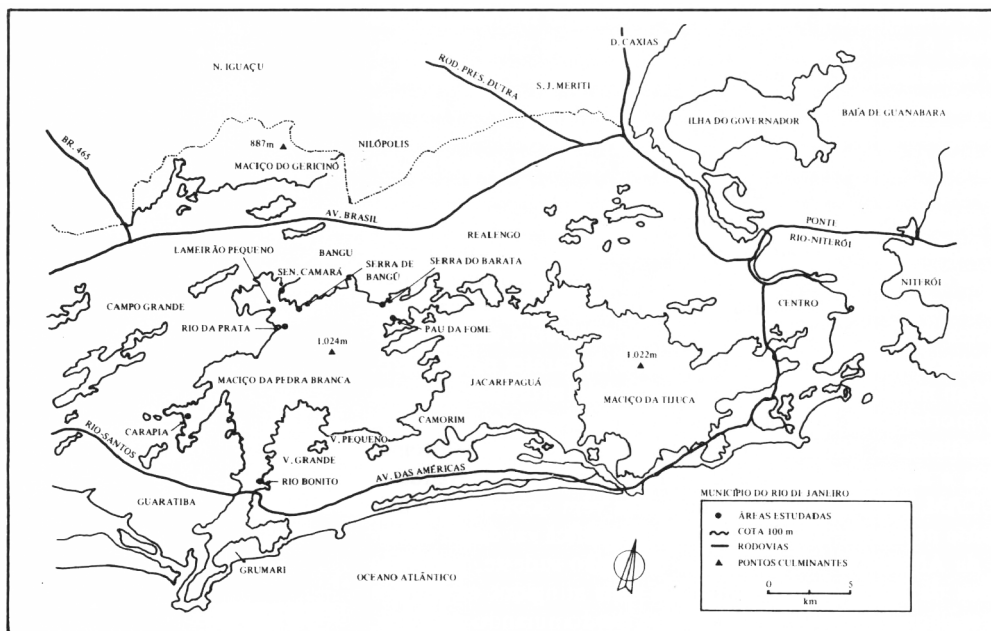 D. CAXIAS
N. IGUAÇU
ROD. PRES. DUTRA
S. J. MERITI
ILHA DO GOVERNADOR
BAÍA DE GUANABARA
BR. 465
887m
NILÓPOLIS
MACIÇO DO GERICINÓ
AV. BRASIL
REALENGO
PONTI
RIO-NITERÓI
LAMEIRÃO PEQUENO
BANGU
SEN. CAMARÁ
SERRA DE
BANGÚ
SERRA DO BARATA
NITERÓI
CAMPO GRANDE
CENTRO
RIO DA PRATA
PAU DA FOME
1.024m
1.022m
MACIÇO DA PEDRA BRANCA
JACAREPAGUÁ
MACIÇO DA TIJUCA
CARAPIA
CAMORIM
RIO-SANTOS
V. PEQUENO
V. GRANDE
RIO BONITO
AV. DAS AMÉRICAS
GUARATIBA
GRUMARI
OCEANO ATLÂNTICO
MUNICÍPIO DO RIO DE JANEIRO
ÁREAS ESTUDADAS
COTA 100 m
RODOVIAS
PONTOS CULMINANTES
0 5
km